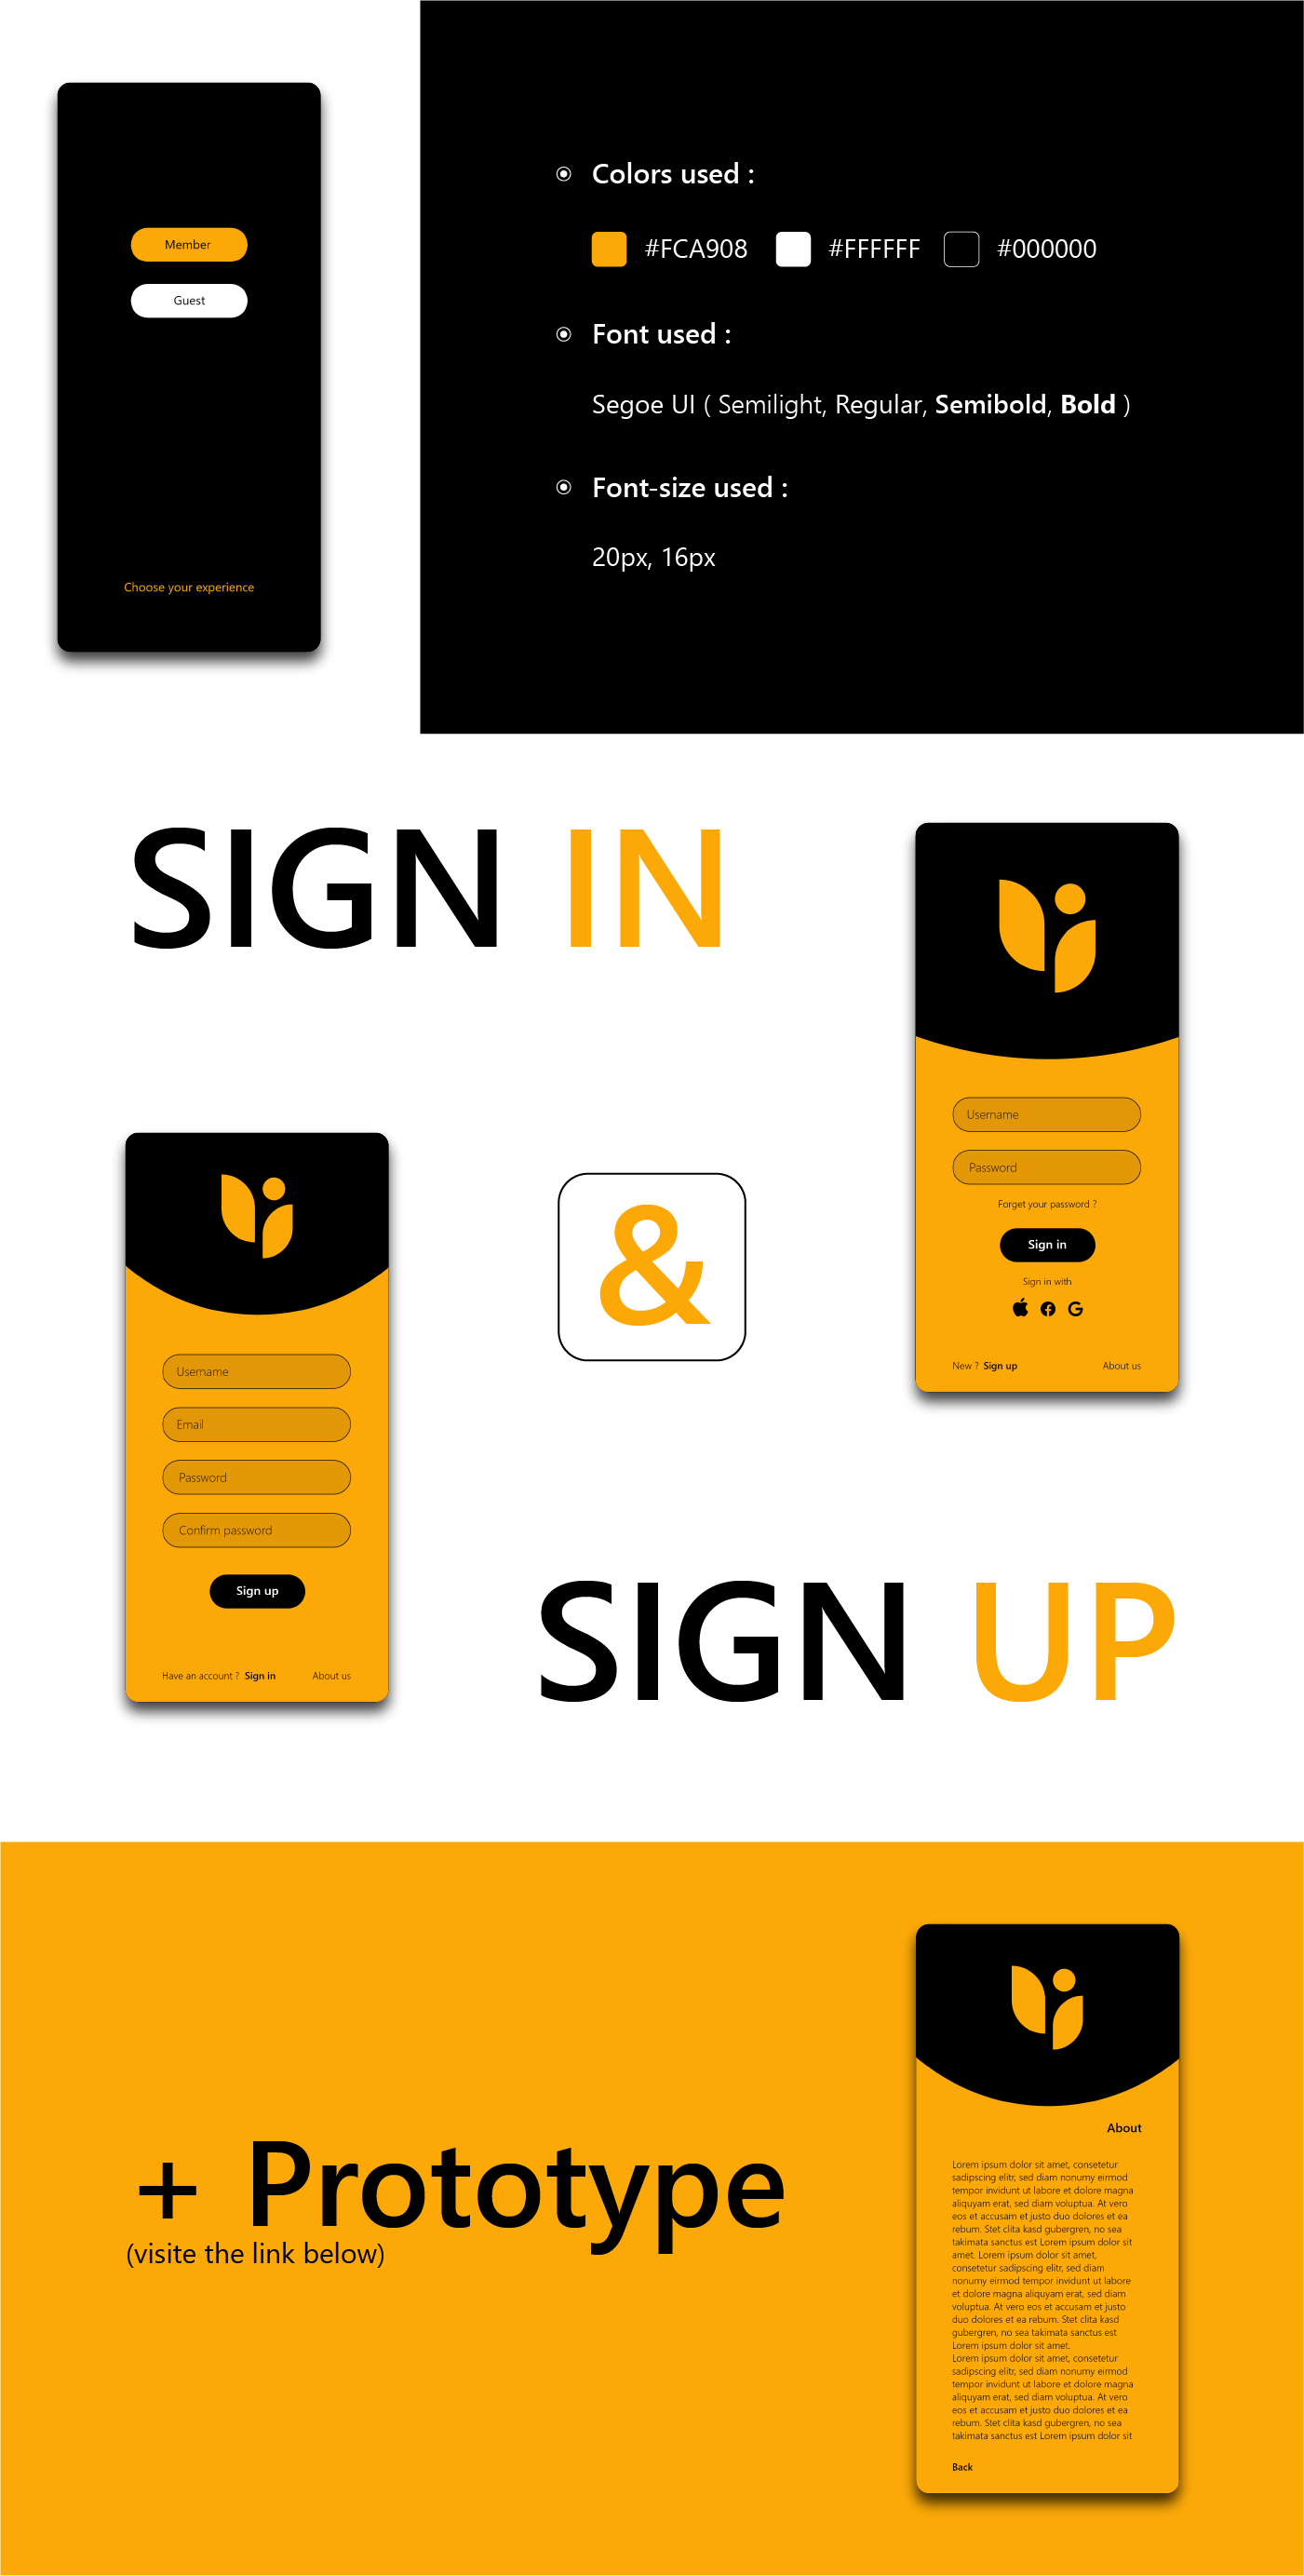 Member
Guest
Choose your experience
Colors used :
#FCA908 #FFFFFF #000000
Font used :
Segoe UI ( Semilight, Regular, Semibold, Bold )
Font-size used :
20px, 16px
SIGN IN
Username
Password
Forget your password ?
Sign in
Sign in with
New ? Sign up About us
&
Username
Email
Password
Confirm password
Sign up
Have an account ? Sign in About us
SIGN UP
+ Prototype
(visite the link below)
About
Lorem ipsum dolor sit amet, consetetur
sadipscing elitr, sed diam nonumy eirmod
tempor invidunt ut labore et dolore magna
aliquyam erat, sed diam voluptua. At vero
eos et accusam et justo duo dolores et ea
rebum. Stet clita kasd gubergren, no sea
takimata sanctus est Lorem ipsum dolor sit
amet. Lorem ipsum dolor sit amet,
consetetur sadipscing elitr, sed diam
nonumy eirmod tempor invidunt ut labore
et dolore magna aliquyam erat, sed diam
voluptua. At vero eos et accusam et justo
duo dolores et ea rebum. Stet clita kasd
gubergren, no sea takimata sanctus est
Lorem ipsum dolor sit amet.
Lorem ipsum dolor sit amet, consetetur
sadipscing elitr, sed diam nonumy eirmod
tempor invidunt ut labore et dolore magna
aliquyam erat, sed diam voluptua. At vero
eos et accusam et justo duo dolores et ea
rebum. Stet clita kasd gubergren, no sea
takimata sanctus est Lorem ipsum dolor sit
Back